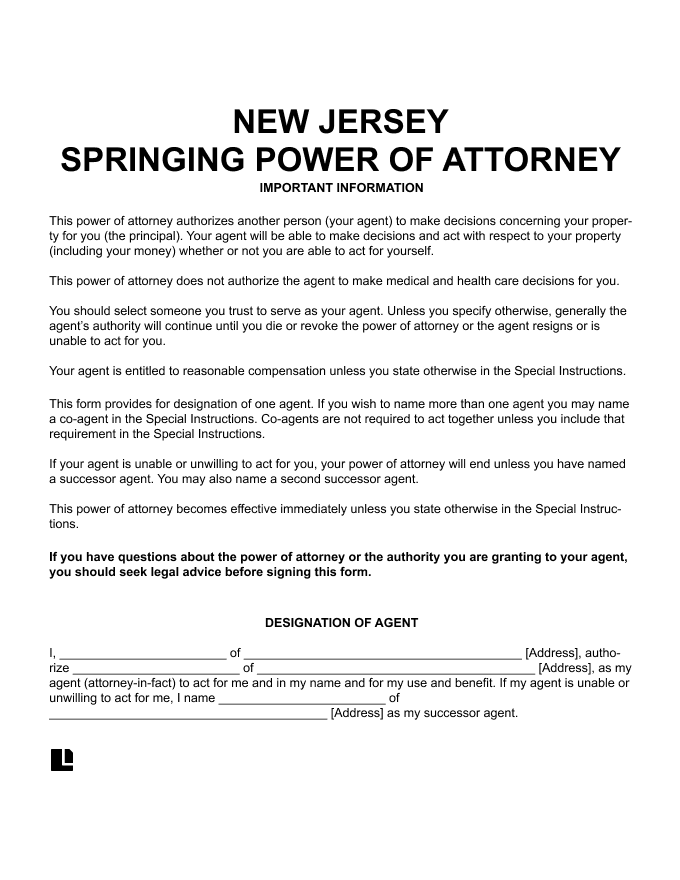 NEW JERSEY
SPRINGING POWER OF ATTORNEY
IMPORTANT INFORMATION
This power of attorney authorizes another person (your agent) to make decisions concerning your proper-
ty for you (the principal). Your agent will be able to make decisions and act with respect to your property
(including your money) whether or not you are able to act for yourself.
This power of attorney does not authorize the agent to make medical and health care decisions for you.
You should select someone you trust to serve as your agent. Unless you specify otherwise, generally the
agent’s authority will continue until you die or revoke the power of attorney or the agent resigns or is
unable to act for you.
Your agent is entitled to reasonable compensation unless you state otherwise in the Special Instructions.
This form provides for designation of one agent. If you wish to name more than one agent you may name
a co-agent in the Special Instructions. Co-agents are not required to act together unless you include that
requirement in the Special Instructions.
If your agent is unable or unwilling to act for you, your power of attorney will end unless you have named
a successor agent. You may also name a second successor agent.
This power of attorney becomes effective immediately unless you state otherwise in the Special Instruc-
tions.
If you have questions about the power of attorney or the authority you are granting to your agent,
you should seek legal advice before signing this form.
DESIGNATION OF AGENT
I, ________________________ of ________________________________________ [Address], autho-
rize ________________________ of ________________________________________ [Address], as my
agent (attorney-in-fact) to act for me and in my name and for my use and benefit. If my agent is unable or
unwilling to act for me, I name ________________________ of
________________________________________ [Address] as my successor agent.